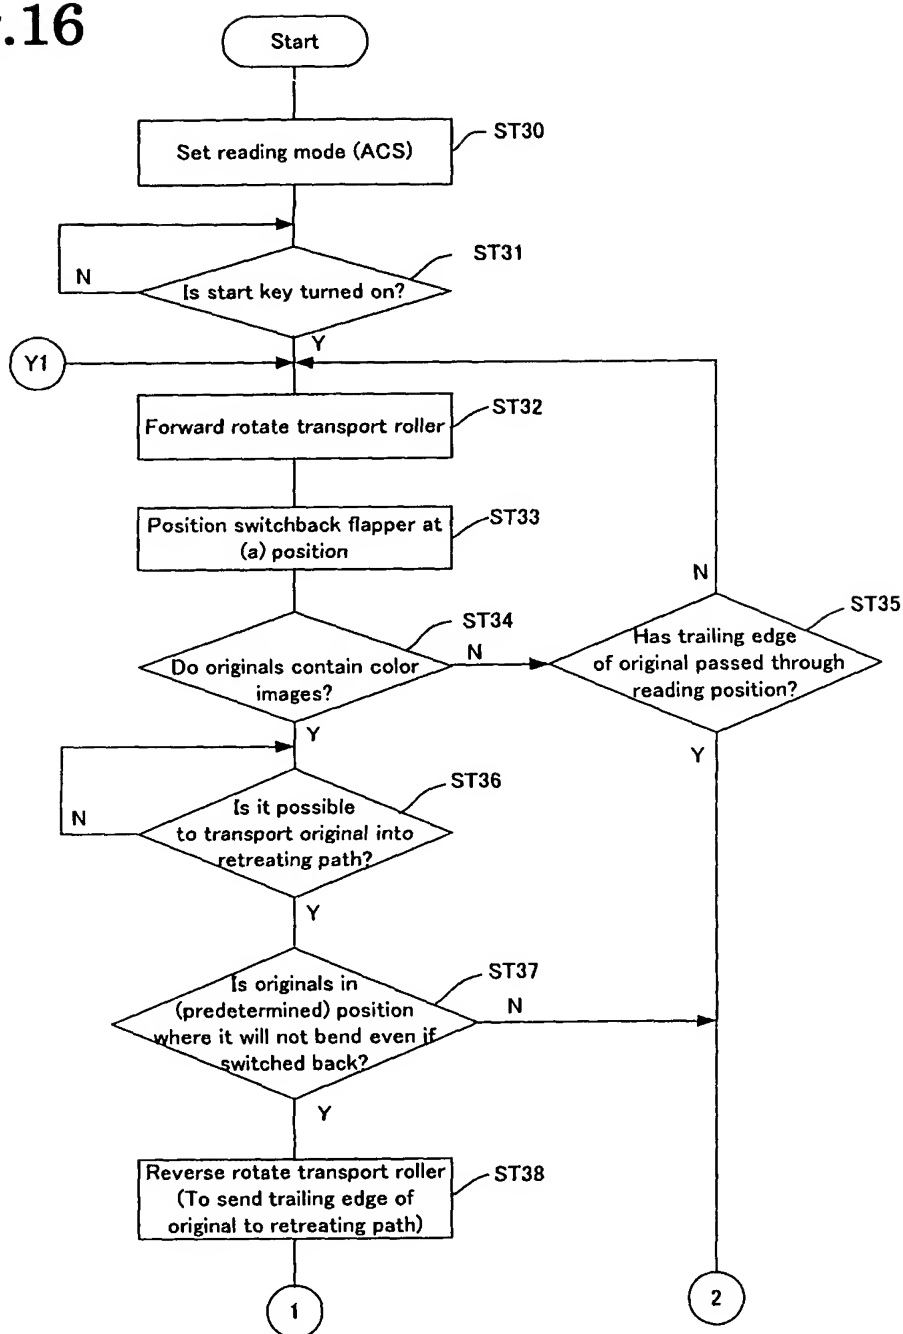 .16
Start
Set reading mode (ACS)
ST30
ST31
N
Is start key turned on?
Y
Y1
Forward rotate transport roller
ST32
Position switchback flapper at
(a) position
ST33
N
ST34
ST35
Do originals contain color
images?
N
Has trailing edge
of original passed through
reading position?
Y
Y
ST36
N
Is it possible
to transport original into
retreating path?
Y
ST37
Is originals in
(predetermined) position
where it will not bend even if
switched back?
N
Y
Reverse rotate transport roller
(To send trailing edge of
original to retreating path)
ST38
1
2